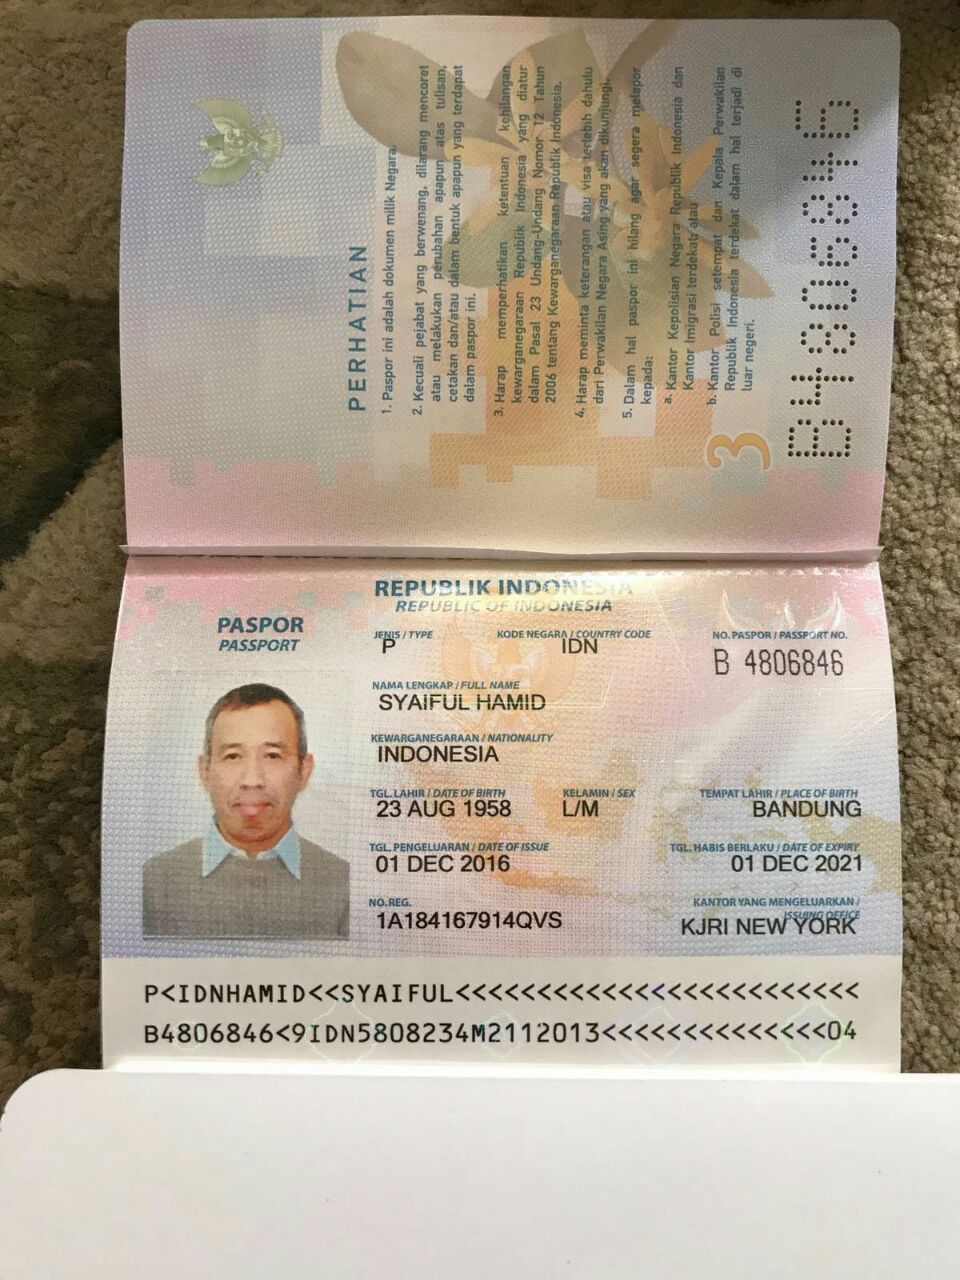 PERHATIAN
1. Paspor ini adalah dokumen milik Negara.
2. Kecuali pejabat yang berwenang, dilarang mencoret
atau melakukan perubahan apapun atas tulisan,
cetakan dan/atau dalam bentuk apapun yang terdapat
dalam paspor ini.
3. Harap memperhatikan ketentuan kehilangan
kewarganegaraan Republik Indonesia yang diatur
dalam Pasal 23 Undang-Undang Nomor 12 Tahun
2006 tentang Kewarganegaraan Republik Indonesia.
4. Harap meminta keterangan atau visa terlebih dahulu
dari Perwakilan Negara Asing yang akan dikunjungi.
5. Dalam hal paspor ini hilang agar segera melapor
kepada:
a. Kantor Kepolisian Negara Republik Indonesia dan
Kantor Imigrasi terdekat; atau
b. Kantor Polisi setempat dan Kepala Perwakilan
Republik Indonesia terdekat dalam hal terjadi di
luar negeri.
3
B4806846
REPUBLIK INDONESIA
REPUBLIC OF INDONESIA
PASPOR
PASSPORT
JENIS / TYPE KODE NEGARA / COUNTRY CODE NO. PASPOR / PASSPORT NO.
P IDN B 4806846
NAMA LENGKAP / FULL NAME
SYAIFUL HAMID
KEWARGANEGARAAN / NATIONALITY
INDONESIA
TGL. LAHIR / DATE OF BIRTH KELAMIN / SEX TEMPAT LAHIR / PLACE OF BIRTH
23 AUG 1958 L/M BANDUNG
TGL. PENGELUARAN / DATE OF ISSUE TGL. HABIS BERLAKU / DATE OF EXPIRY
01 DEC 2016 01 DEC 2021
NO. REG. KANTOR YANG MENGELUARKAN /
ISSUING OFFICE
1A184167914QVS KJRI NEW YORK
P<IDNHAMID<<SYAIFUL<<<<<<<<<<<<<<<<<<<<<<<<<
B4806846<9IDN5808234M2112013<<<<<<<<<<<<<<04